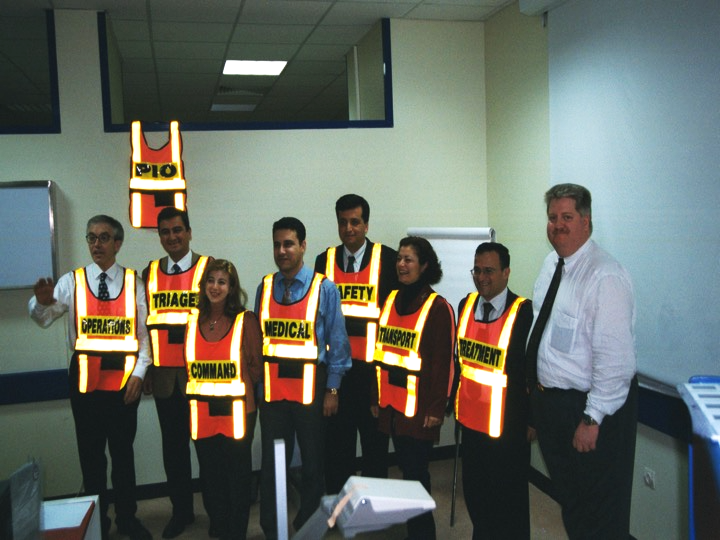 PIO
OPERATIONS
TRIAGE
COMMAND
MEDICAL
SAFETY
TRANSPORT
TREATMENT